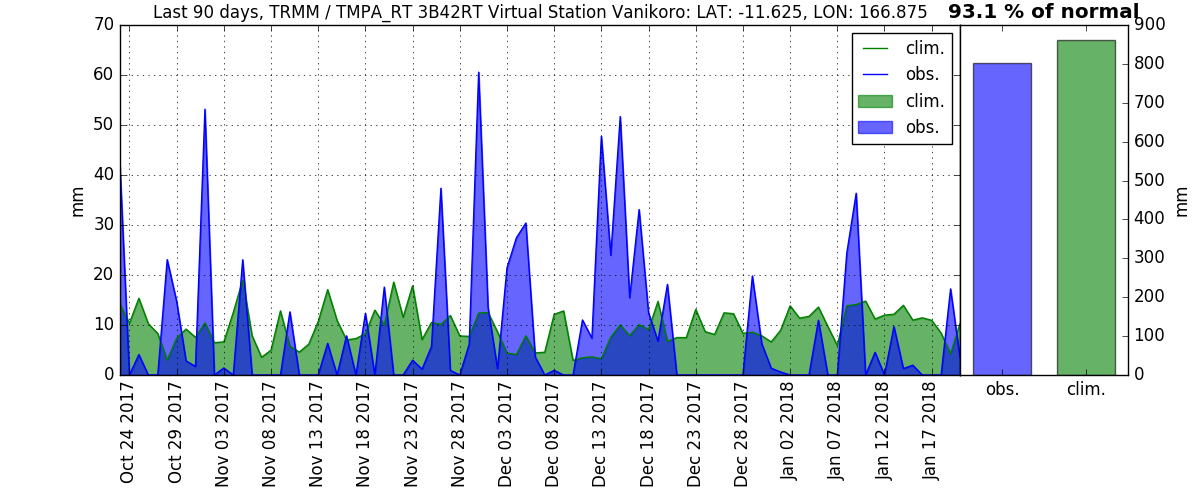 Last 90 days, TRMM / TMPA_RT 3B42RT Virtual Station Vanikoro: LAT: -11.625, LON: 166.875
93.1 % of normal
70
60
50
40
30
20
10
0
mm
clim.
obs.
clim.
obs.
Oct 24 2017
Oct 29 2017
Nov 03 2017
Nov 08 2017
Nov 13 2017
Nov 18 2017
Nov 23 2017
Nov 28 2017
Dec 03 2017
Dec 08 2017
Dec 13 2017
Dec 18 2017
Dec 23 2017
Dec 28 2017
Jan 02 2018
Jan 07 2018
Jan 12 2018
Jan 17 2018
900
800
700
600
500
400
300
200
100
0
mm
obs.
clim.